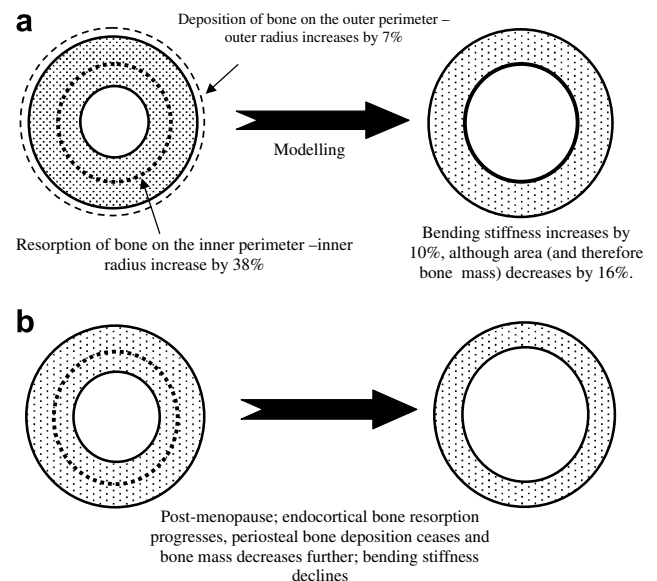 a
Deposition of bone on the outer perimeter –
outer radius increases by 7%
Modelling
Resorption of bone on the inner perimeter –inner
radius increase by 38%
Bending stiffness increases by
10%, although area (and therefore
bone mass) decreases by 16%.
b
Post-menopause; endocortical bone resorption
progresses, periosteal bone deposition ceases and
bone mass decreases further; bending stiffness
declines